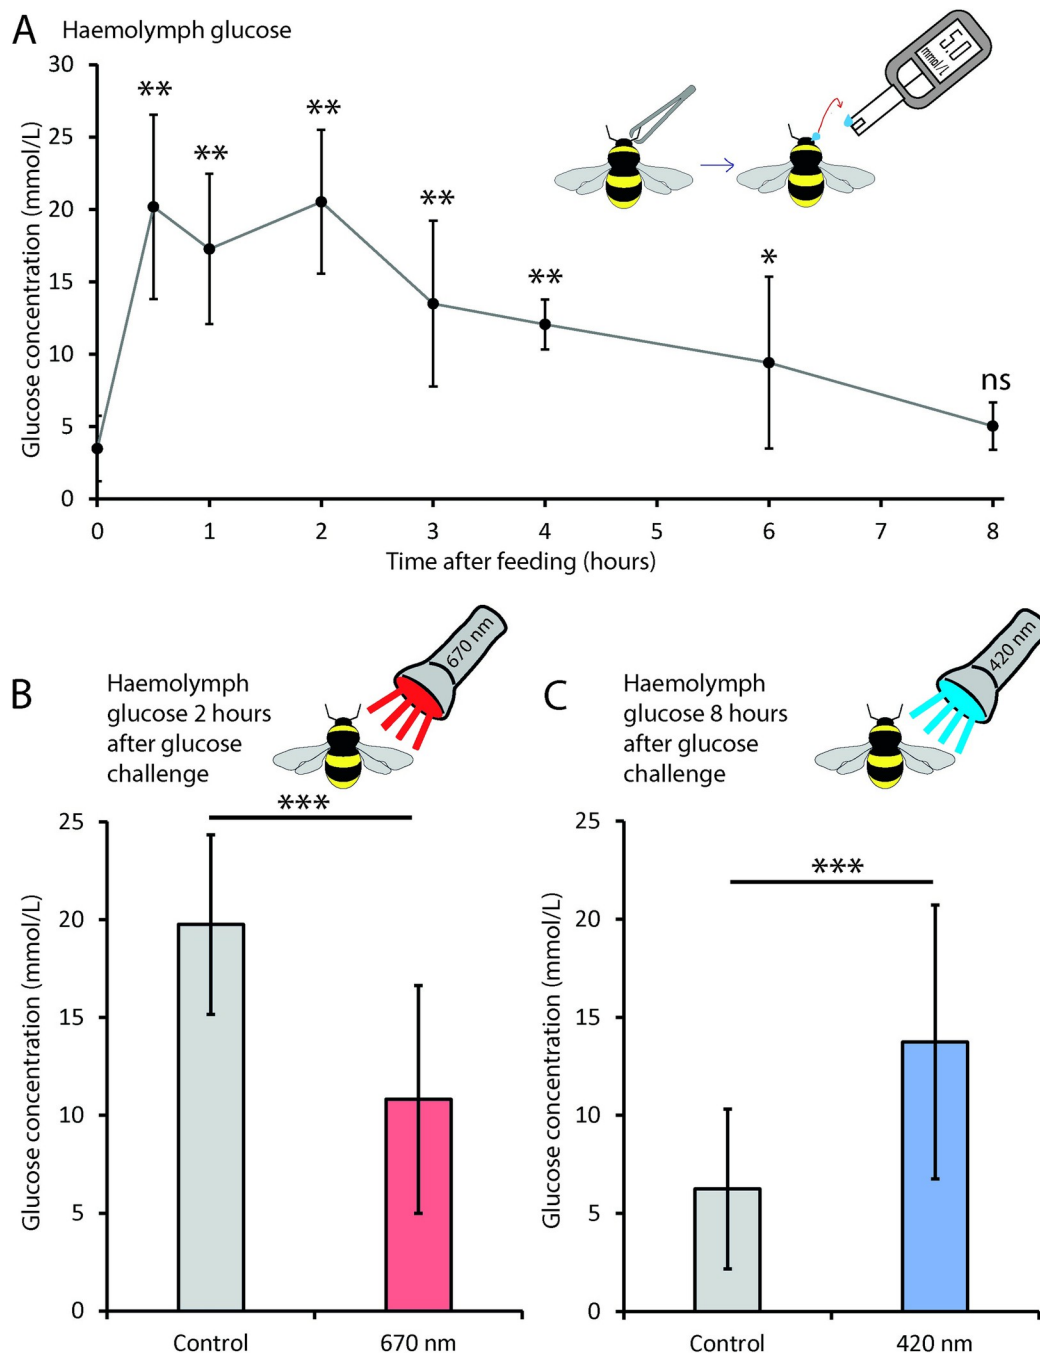 A Haemolymph glucose
Glucose concentration (mmol/L)
30
25
20
15
10
5
0
**
**
**
**
**
*
ns
5.0
mmol/L
0 1 2 3 4 5 6 7 8
Time after feeding (hours)
B
Haemolymph
glucose 2 hours
after glucose
challenge
670 nm
***
Glucose concentration (mmol/L)
25
20
15
10
5
0
Control 670 nm
C
Haemolymph
glucose 8 hours
after glucose
challenge
420 nm
***
Glucose concentration (mmol/L)
25
20
15
10
5
0
Control 420 nm